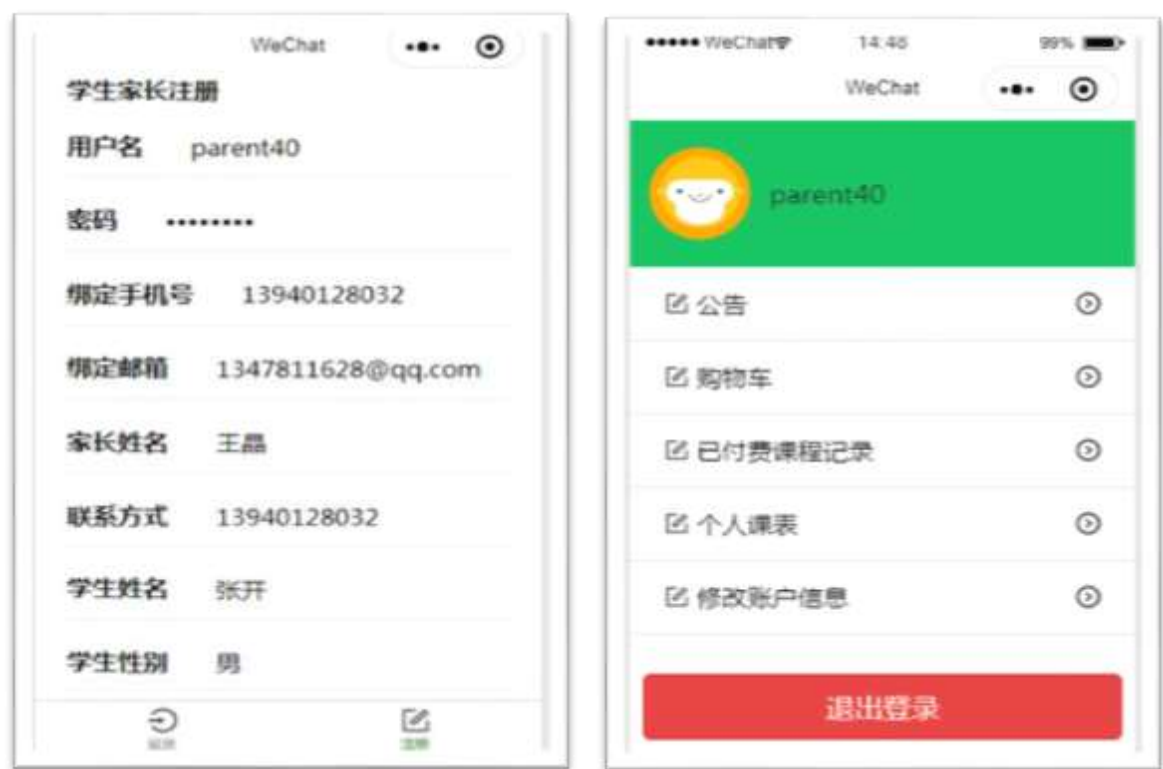 WeChat
学生家长注册
用户名 parent40
密码 ••••••••
绑定手机号 13940128032
绑定邮箱 1347811628@qq.com
家长姓名 王晶
联系方式 13940128032
学生姓名 张开
学生性别 男
登录 注册
●●●●● WeChat 14:48 99%
WeChat
parent40
公告
购物车
已付费课程记录
个人课表
修改账户信息
退出登录